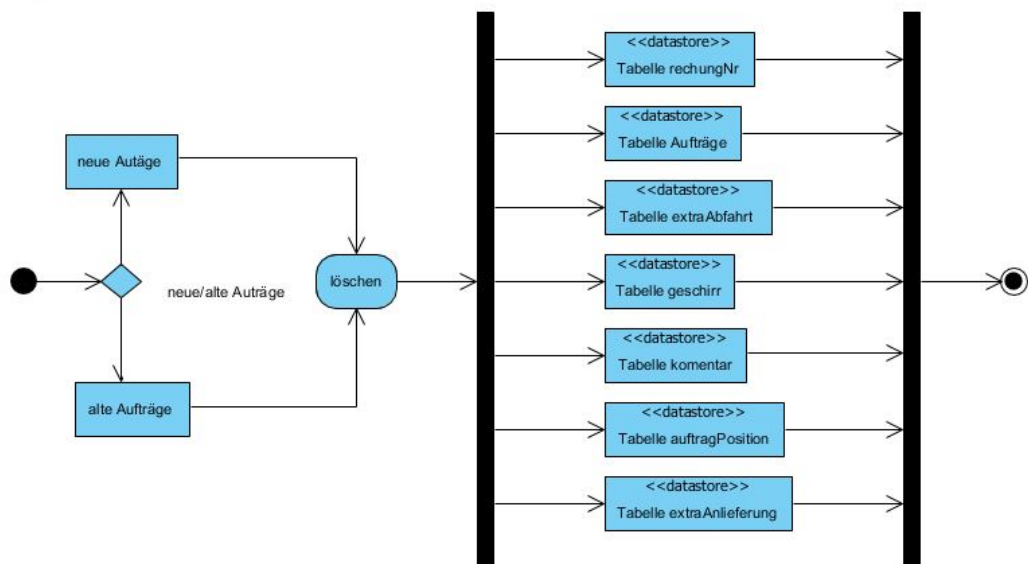 neue Autäge
neue/alte Auträge
alte Aufträge
löschen
<<datastore>>
Tabelle rechungNr
<<datastore>>
Tabelle Aufträge
<<datastore>>
Tabelle extraAbfahrt
<<datastore>>
Tabelle geschirr
<<datastore>>
Tabelle komentar
<<datastore>>
Tabelle auftragPosition
<<datastore>>
Tabelle extraAnlieferung